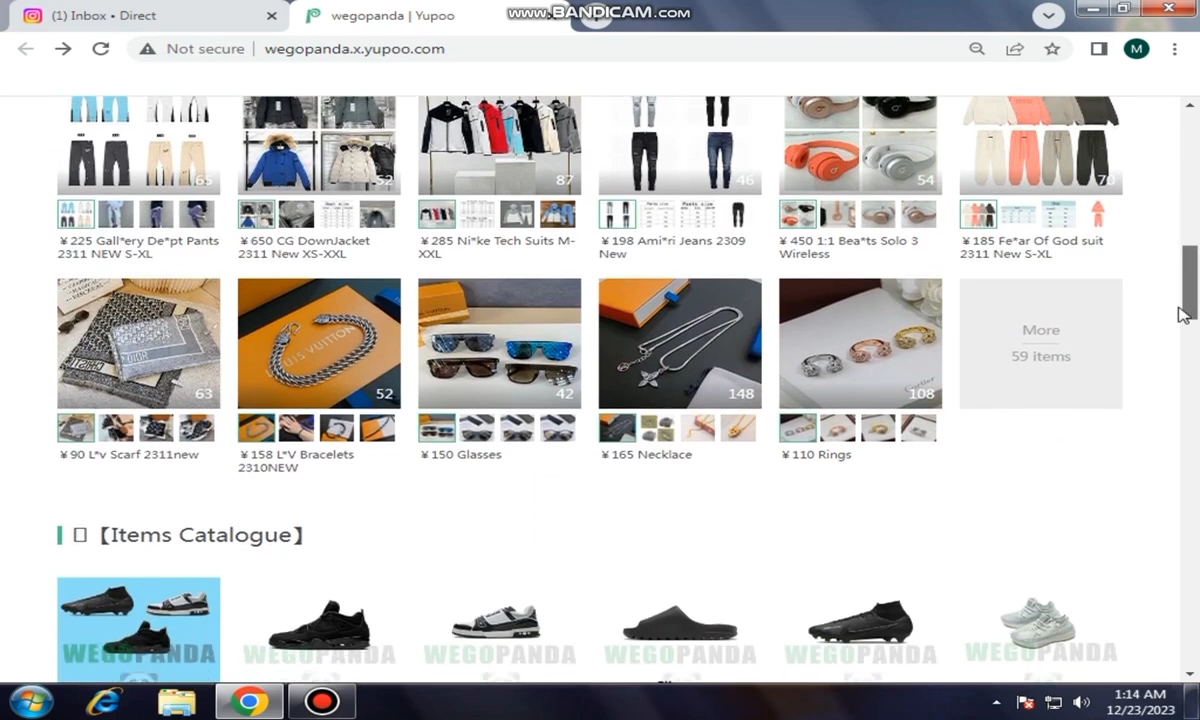 (1) Inbox • Direct
wegopanda | Yupoo
www.BANDICAM.com
Not secure
wegopanda.x.yupoo.com
M
65
52
87
46
54
70
¥ 225 Gall*ery De*pt Pants
2311 NEW S-XL
¥ 650 CG DownJacket
2311 New XS-XXL
¥ 285 Ni*ke Tech Suits M-
XXL
¥ 198 Ami*ri Jeans 2309
New
¥ 450 1:1 Bea*ts Solo 3
Wireless
¥ 185 Fe*ar Of God suit
2311 New S-XL
63
52
42
148
108
More
59 items
¥ 90 L*v Scarf 2311new
¥ 158 L*V Bracelets
2310NEW
¥ 150 Glasses
¥ 165 Necklace
¥ 110 Rings
【Items Catalogue】
WEGOPANDA
WEGOPANDA
WEGOPANDA
WEGOPANDA
WEGOPANDA
WEGOPANDA
1:14 AM
12/23/2023